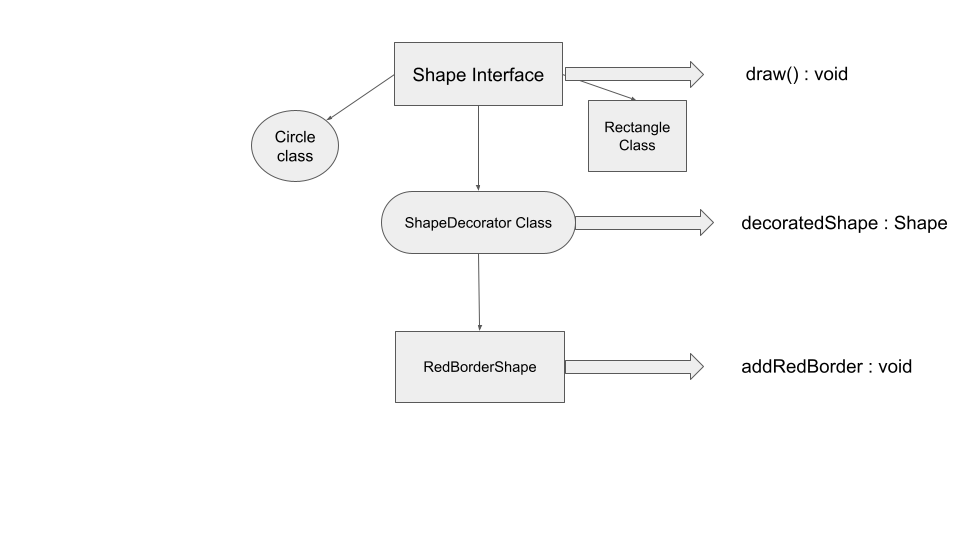 Shape Interface
draw() : void
Circle
class
Rectangle
Class
ShapeDecorator Class
decoratedShape : Shape
RedBorderShape
addRedBorder : void